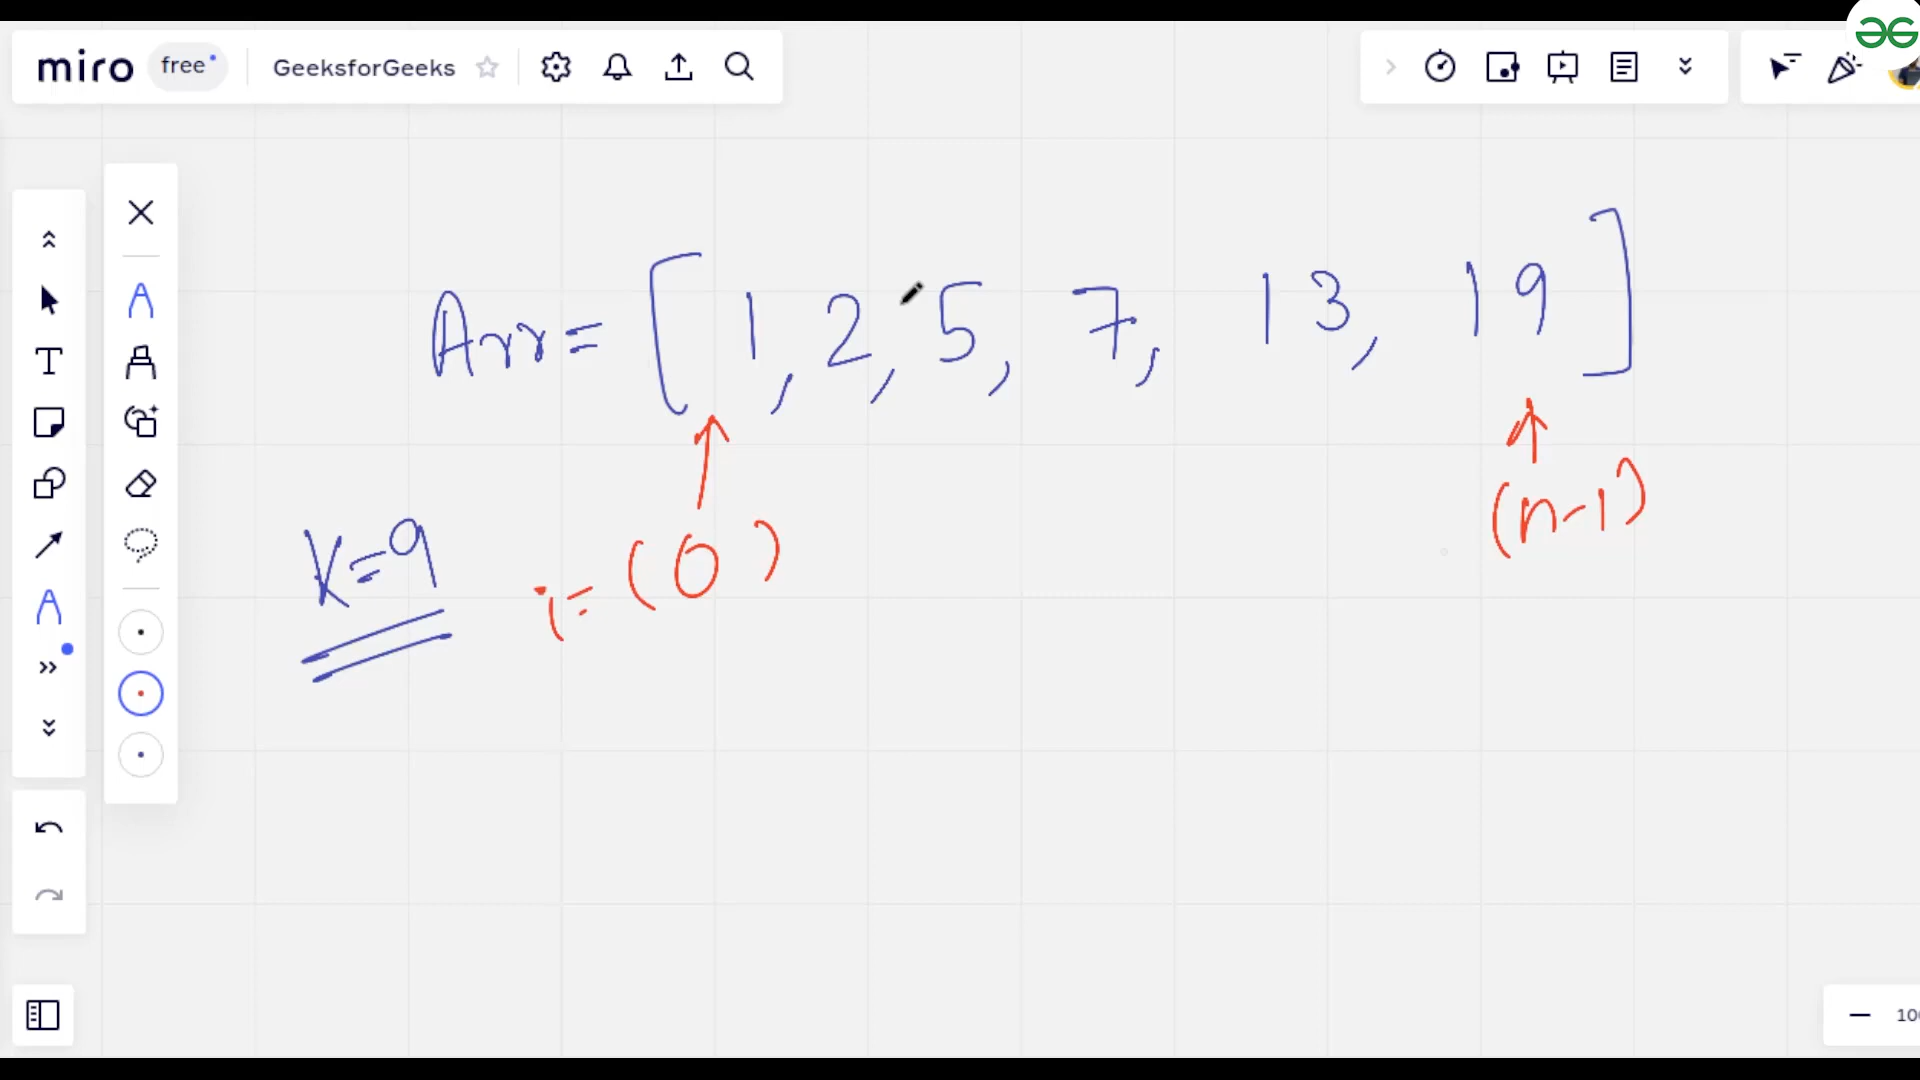 miro free GeeksforGeeks
Arr = [1, 2, 5, 7, 13, 19]
(n-1)
K=9
i= (0)